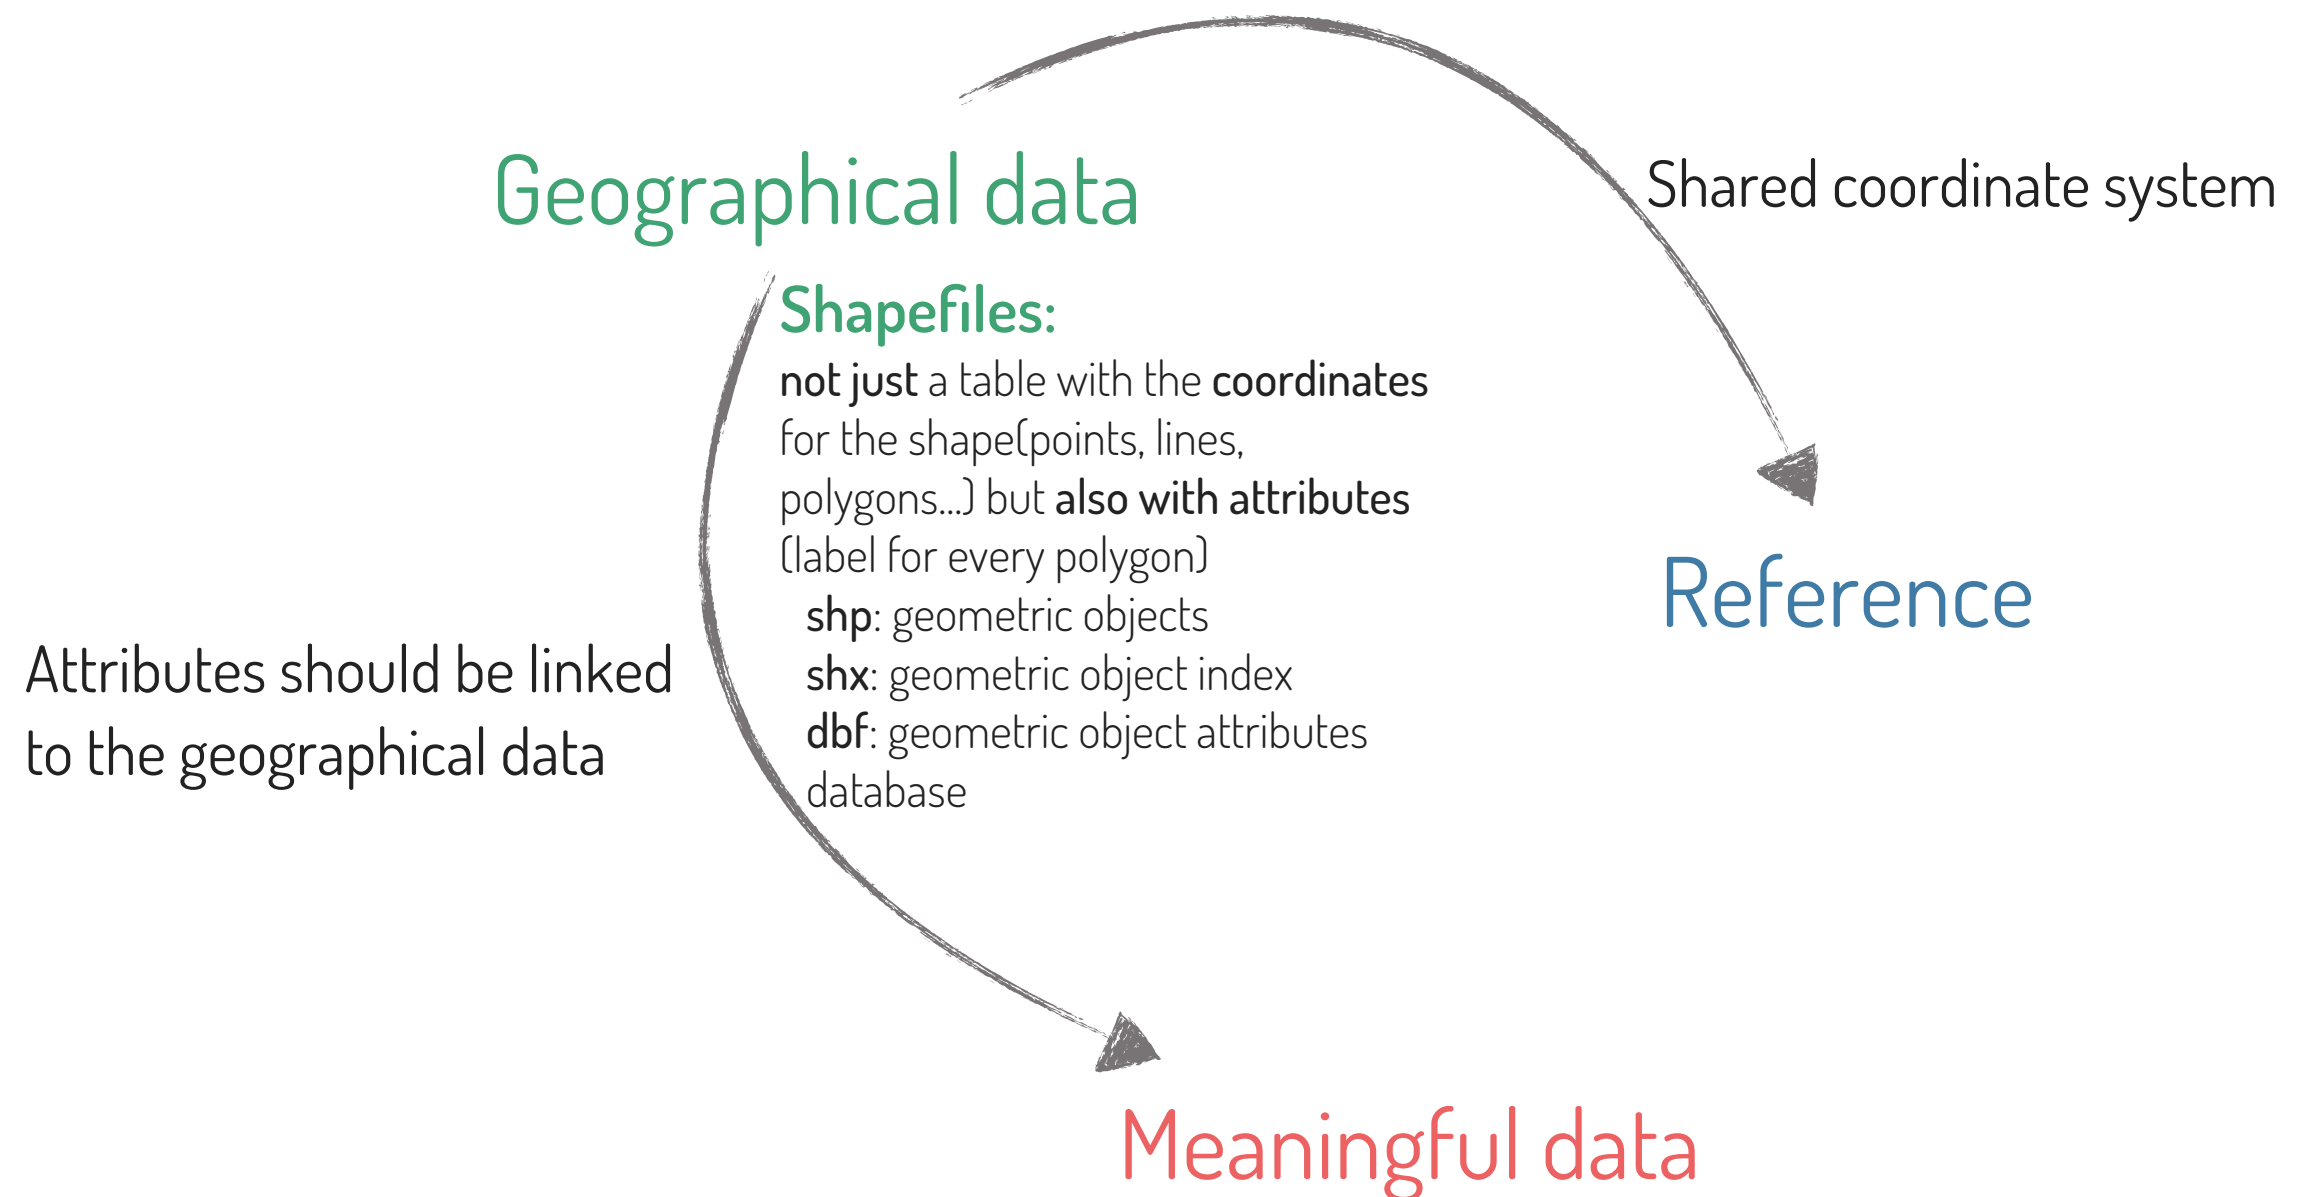 Geographical data
Shared coordinate system
Shapefiles:
not just a table with the coordinates
for the shape(points, lines,
polygons...) but also with attributes
(label for every polygon)
shp: geometric objects
shx: geometric object index
dbf: geometric object attributes
database
Reference
Attributes should be linked
to the geographical data
Meaningful data